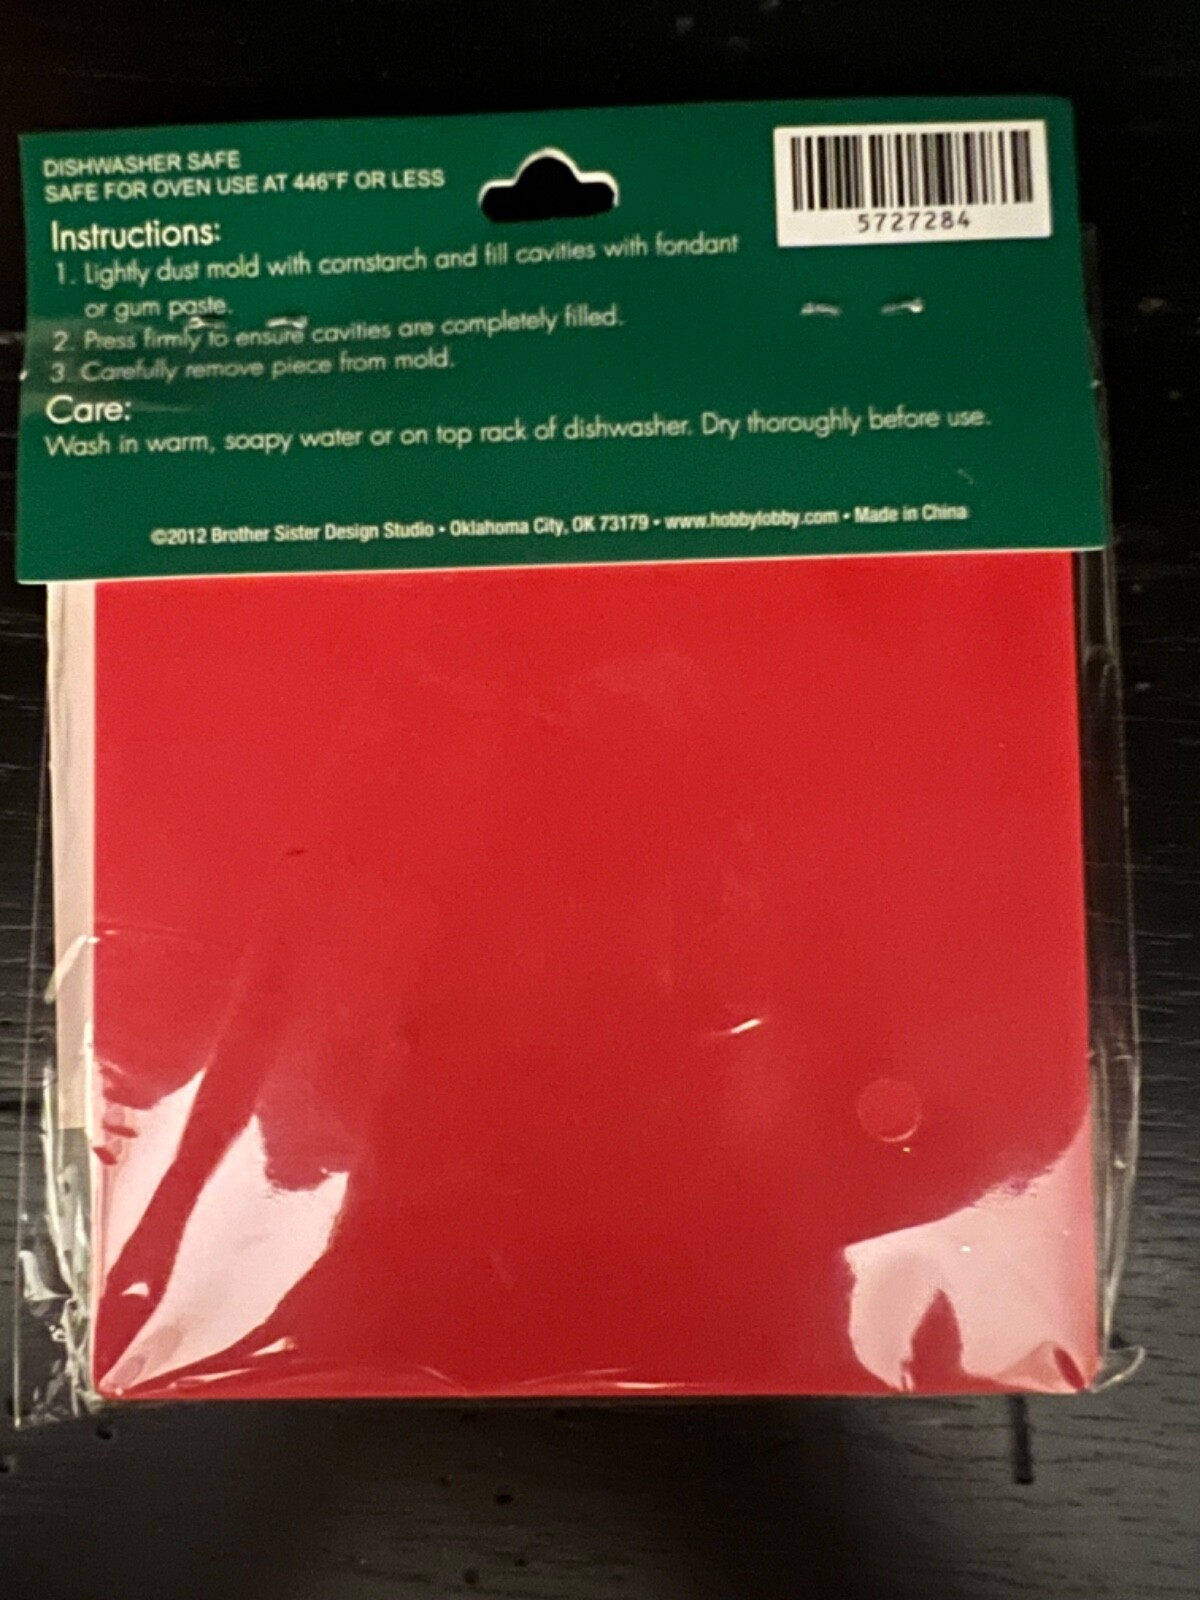 DISHWASHER SAFE
SAFE FOR OVEN USE AT 446°F OR LESS
5727284
Instructions:
1. Lightly dust mold with cornstarch and fill cavities with fondant
or gum paste.
2. Press firmly to ensure cavities are completely filled.
3. Carefully remove piece from mold.
Care:
Wash in warm, soapy water or on top rack of dishwasher. Dry thoroughly before use.
©2012 Brother Sister Design Studio • Oklahoma City, OK 73179 • www.hobbylobby.com • Made in China